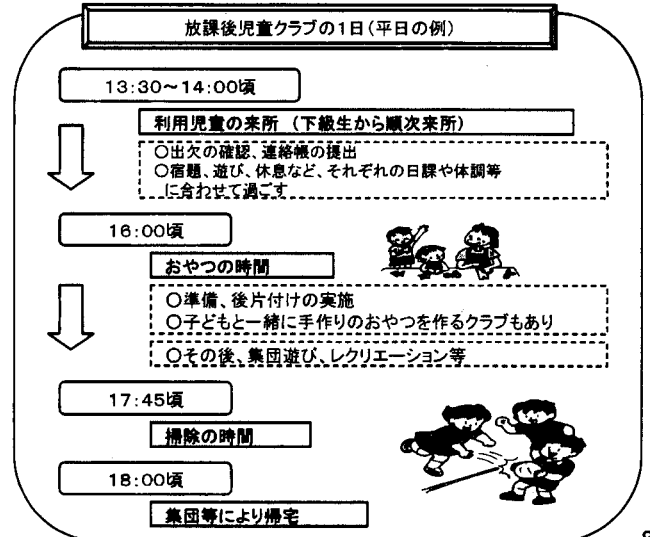 放課後児童クラブの1日(平日の例)
13:30～14:00頃
利用児童の来所 (下級生から順次来所)
○出欠の確認、連絡帳の提出
○宿題、遊び、休息など、それぞれの日課や体調等
に合わせて過ごす
16:00頃
おやつの時間
○準備、後片付けの実施
○子どもと一緒に手作りのおやつを作るクラブもあり
○その後、集団遊び、レクリエーション等
17:45頃
掃除の時間
18:00頃
集団等により帰宅